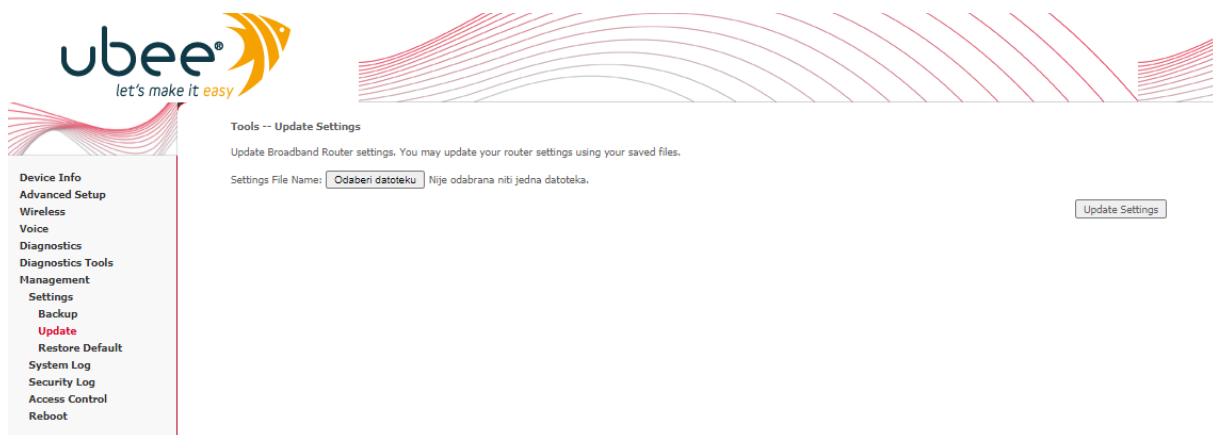 ubee®
let's make it easy
Tools -- Update Settings
Update Broadband Router settings. You may update your router settings using your saved files.
Settings File Name: Odaberi datoteku Nije odabrana niti jedna datoteka.
Update Settings
Device Info
Advanced Setup
Wireless
Voice
Diagnostics
Diagnostics Tools
Management
Settings
Backup
Update
Restore Default
System Log
Security Log
Access Control
Reboot